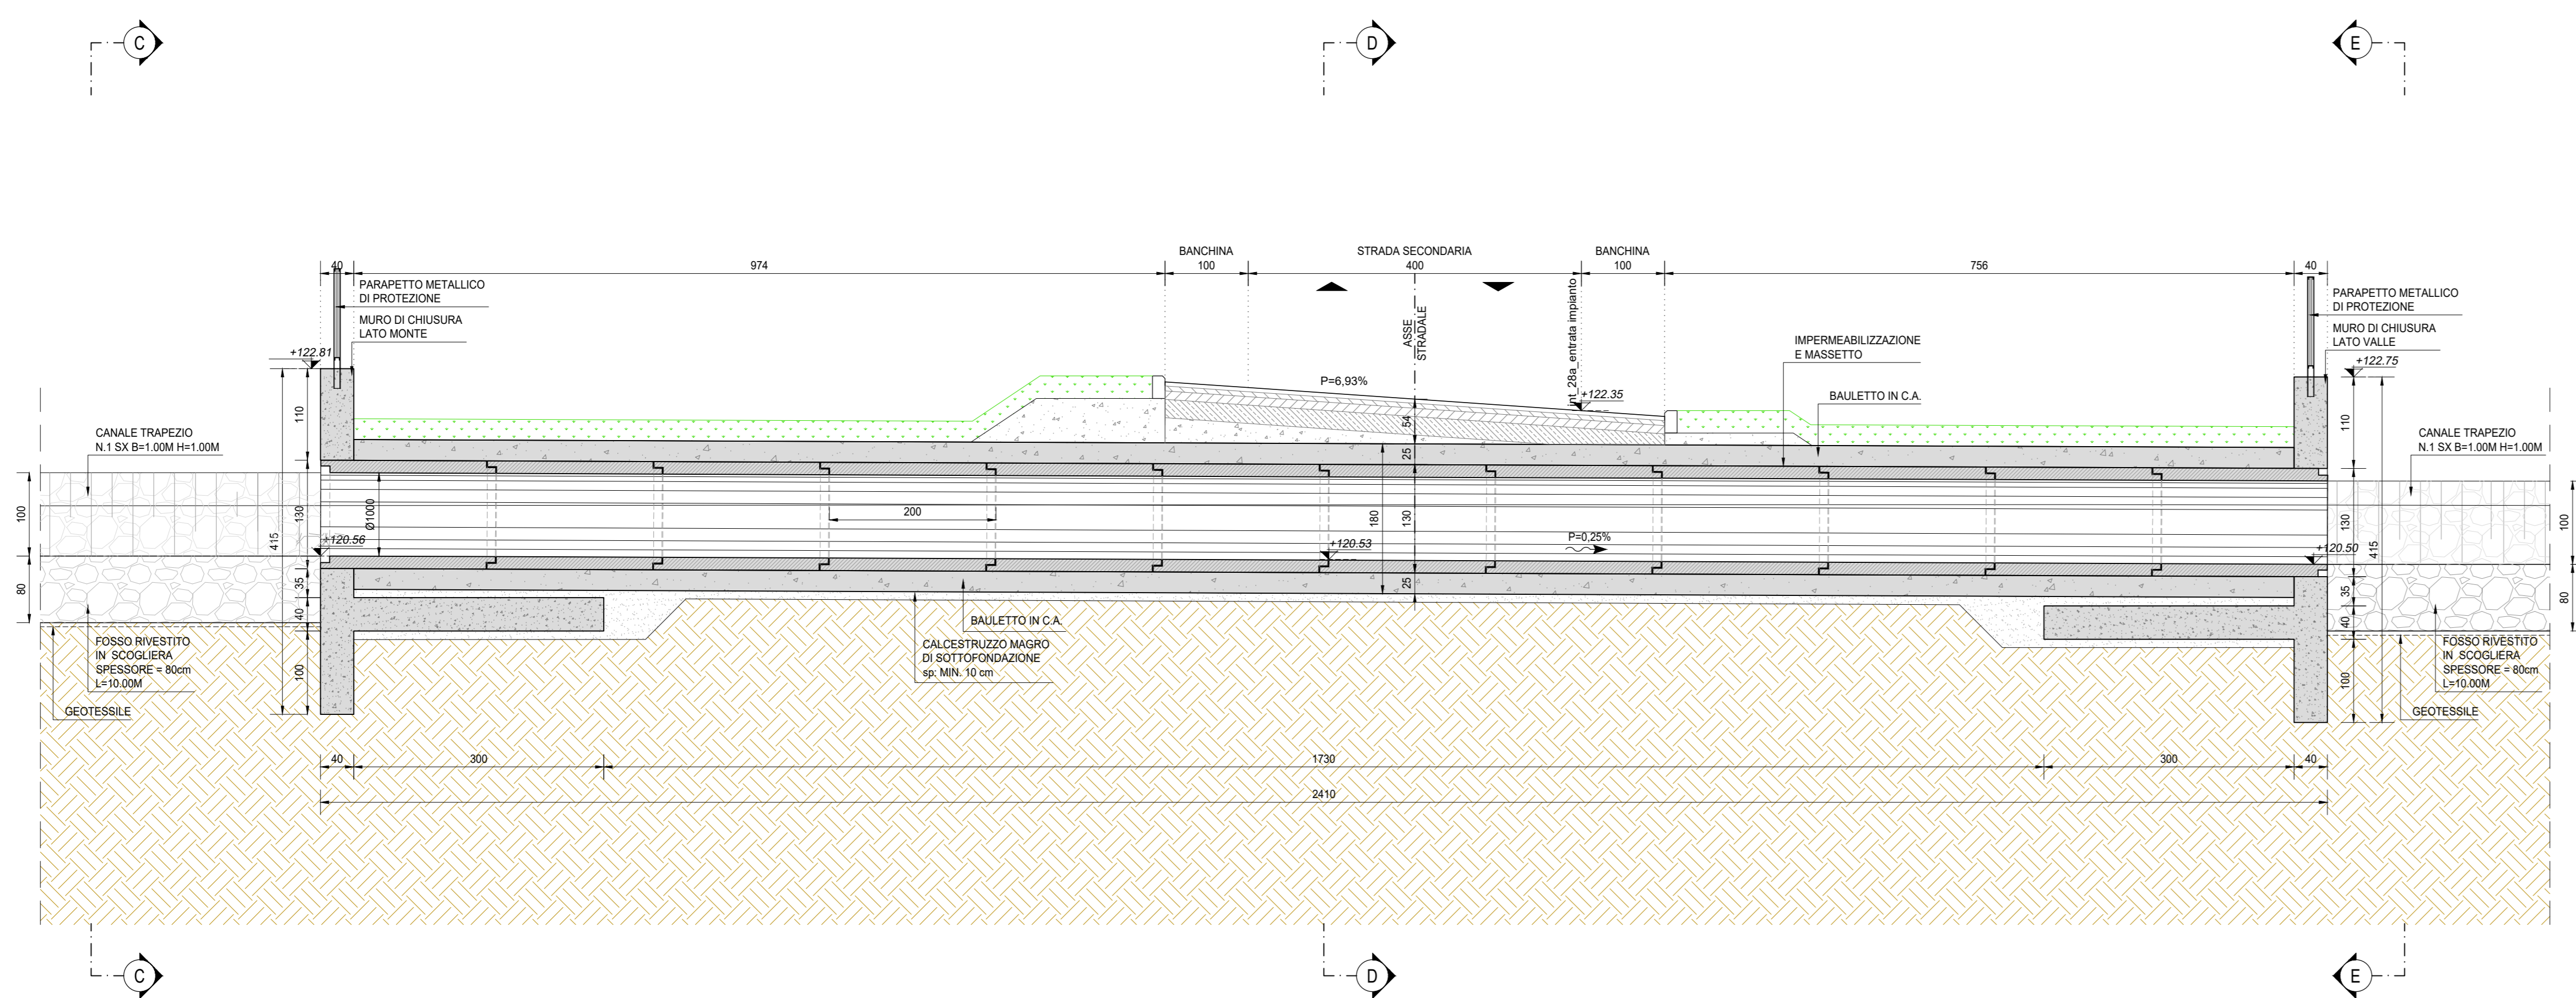 C
D
E
BANCHINA
STRADA SECONDARIA
BANCHINA
40
974
100
400
100
756
40
PARAPETTO METALLICO
DI PROTEZIONE
MURO DI CHIUSURA
LATO MONTE
+122.81
ASSE
STRADALE
int_28a_entrata impianto
P=6,93%
+122.35
IMPERMEABILIZZAZIONE
E MASSETTO
BAULETTO IN C.A.
PARAPETTO METALLICO
DI PROTEZIONE
MURO DI CHIUSURA
LATO VALLE
+122.75
CANALE TRAPEZIO
N.1 SX B=1.00M H=1.00M
CANALE TRAPEZIO
N.1 SX B=1.00M H=1.00M
110
54
25
110
100
415
130
Ø1000
200
180
130
P=0,25%
130
415
100
+120.56
+120.53
+120.50
80
35
40
100
25
35
40
100
80
FOSSO RIVESTITO
IN SCOGLIERA
SPESSORE = 80cm
L=10.00M
GEOTESSILE
BAULETTO IN C.A.
CALCESTRUZZO MAGRO
DI SOTTOFONDAZIONE
sp: MIN. 10 cm
FOSSO RIVESTITO
IN SCOGLIERA
SPESSORE = 80cm
L=10.00M
GEOTESSILE
40
300
1730
300
40
2410
C
D
E